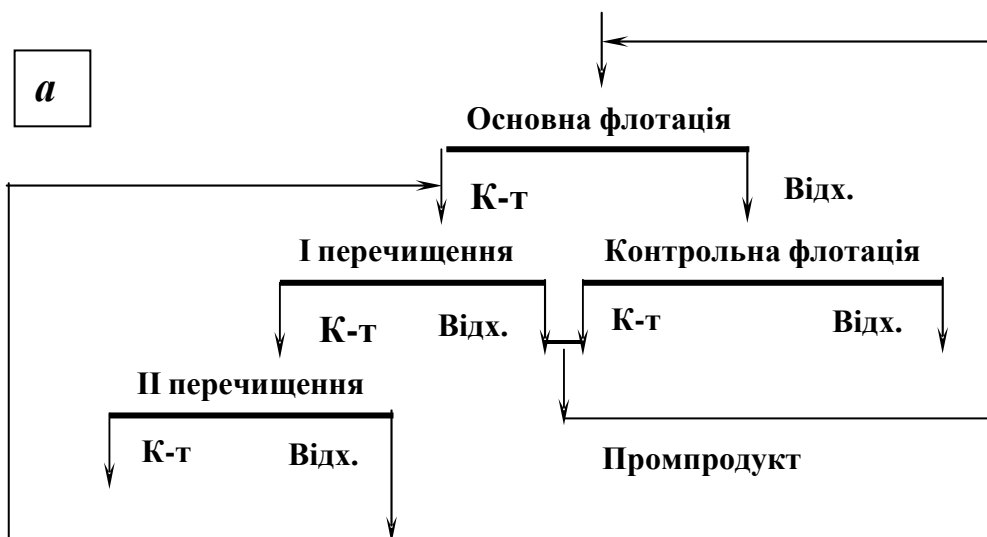 а
Основна флотація
К-т
Відх.
І перечищення
Контрольна флотація
К-т
Відх.
К-т
Відх.
ІІ перечищення
К-т
Відх.
Промпродукт